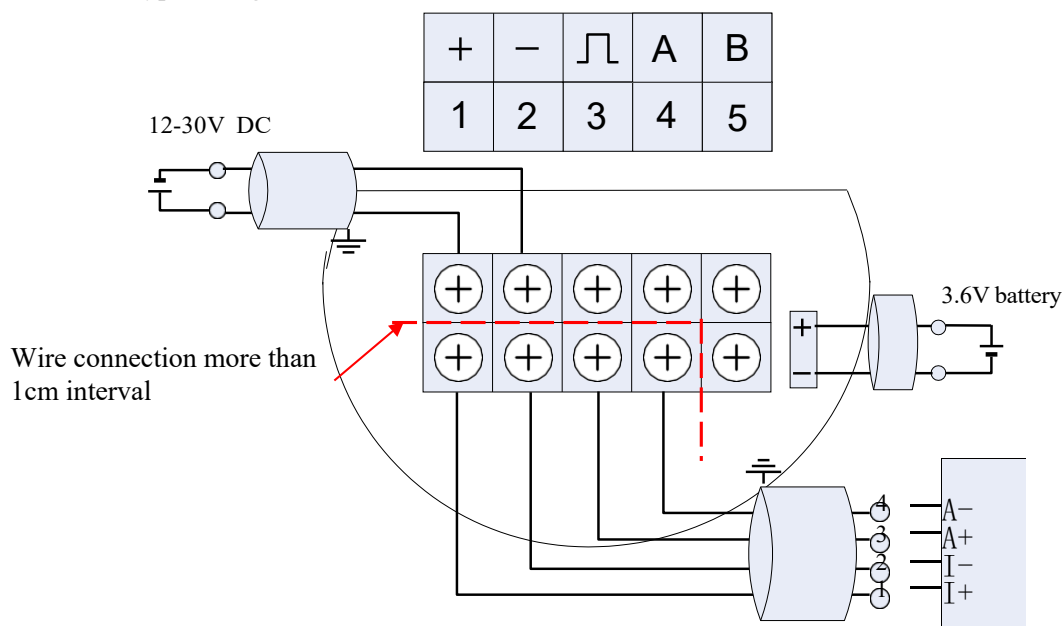 + − ⎍ A B
1 2 3 4 5
12-30V DC
3.6V battery
+
−
Wire connection more than
1cm interval
4 A−
3 A+
2 I−
1 I+